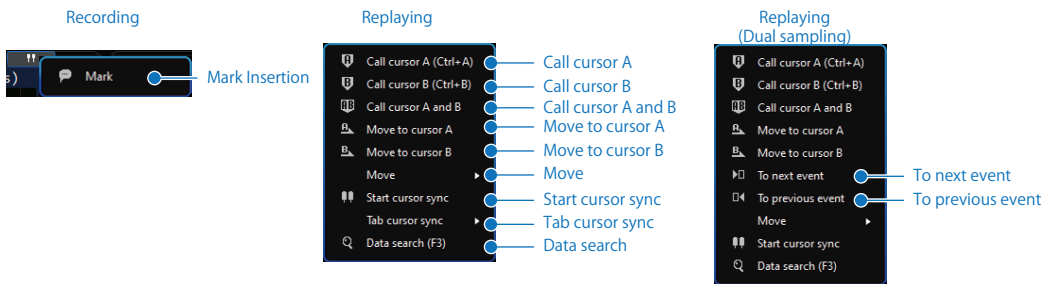 Recording
s)
Mark
Mark Insertion
Replaying
Call cursor A (Ctrl+A)
Call cursor B (Ctrl+B)
Call cursor A and B
Move to cursor A
Move to cursor B
Move
Start cursor sync
Tab cursor sync
Data search (F3)
Call cursor A
Call cursor B
Call cursor A and B
Move to cursor A
Move to cursor B
Move
Start cursor sync
Tab cursor sync
Data search
Replaying
(Dual sampling)
Call cursor A (Ctrl+A)
Call cursor B (Ctrl+B)
Call cursor A and B
Move to cursor A
Move to cursor B
To next event
To previous event
Move
Start cursor sync
Data search (F3)
To next event
To previous event